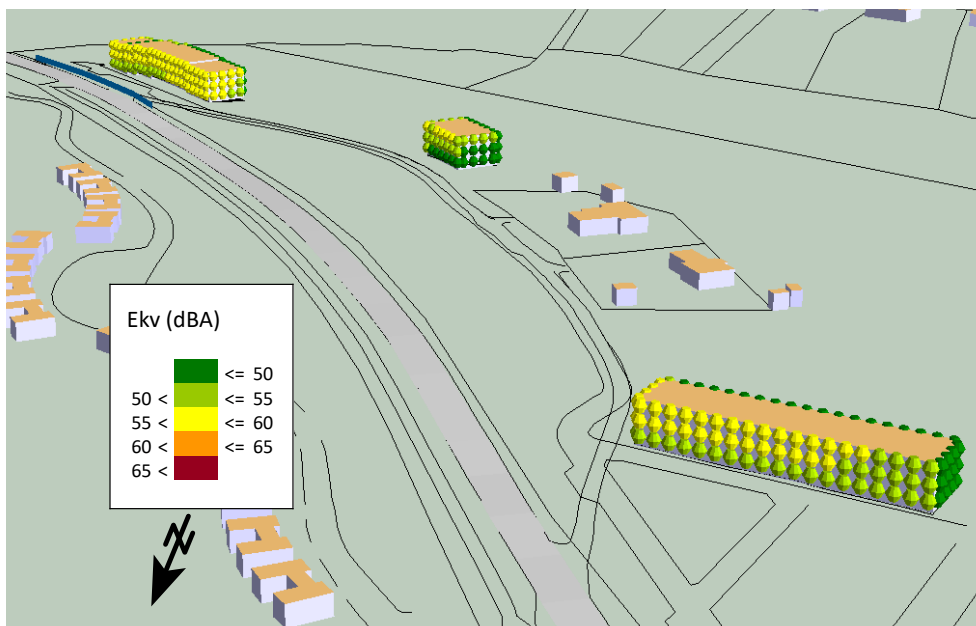 Ekv (dBA)
<= 50
50 < <= 55
55 < <= 60
60 < <= 65
65 <
N